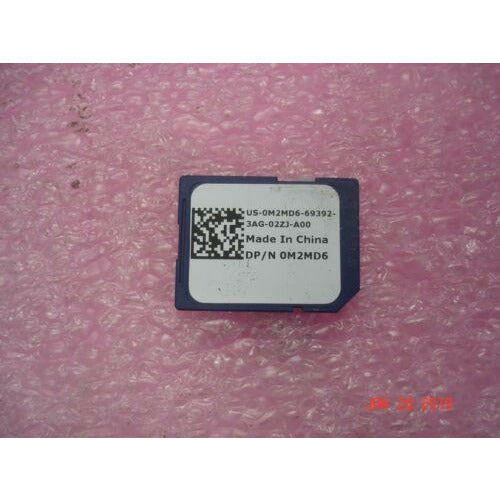 US-0M2MD6-69392-
3AG-02ZJ-A00
Made In China
DP/N 0M2MD6